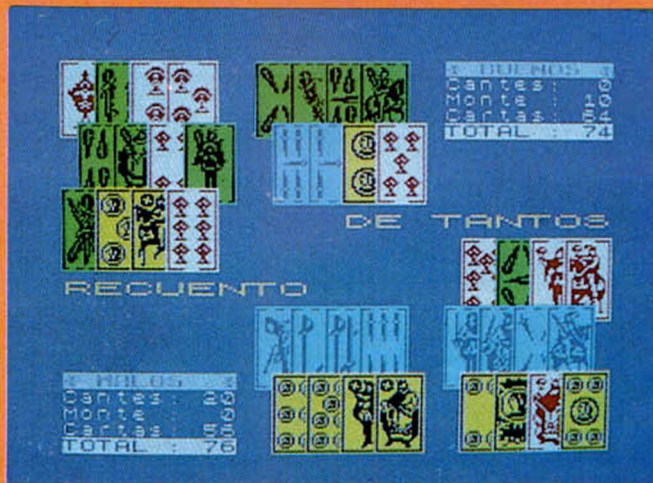 * BUENOS *
Cantes: 0
Monte : 10
Cartas: 64
TOTAL : 74
DE TANTOS
RECUENTO
* MALOS *
Cantes: 20
Monte : 0
Cartas: 56
TOTAL : 76